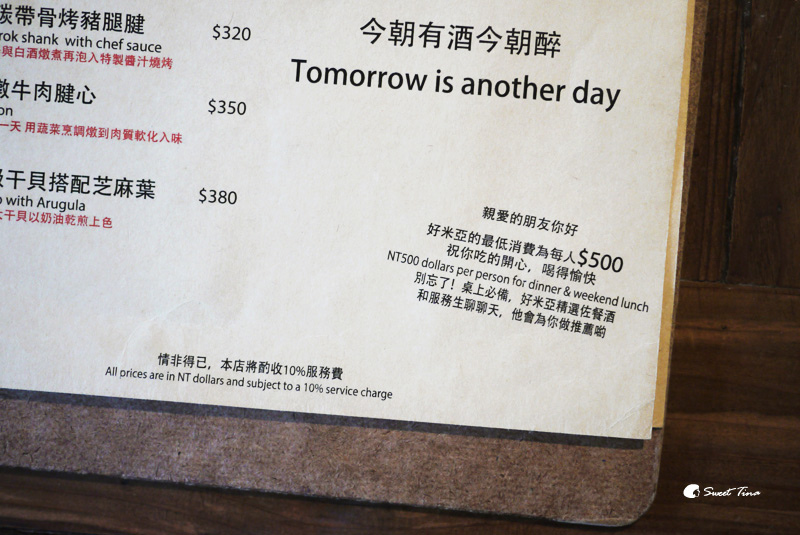 碳帶骨烤豬腿腱 $320
rok shank with chef sauce
與白酒燉煮再泡入特製醬汁燒烤
燉牛肉腱心 $350
on
一天 用蔬菜烹調燉到肉質軟化入味
干貝搭配芝麻葉 $380
with Arugula
干貝以奶油乾煎上色
今朝有酒今朝醉
Tomorrow is another day
親愛的朋友你好
好米亞的最低消費為每人$500
祝你吃的開心，喝得愉快
NT500 dollars per person for dinner & weekend lunch
別忘了！桌上必備，好米亞精選佐餐酒
和服務生聊聊天，他會為你做推薦喲
情非得已，本店將酌收10%服務費
All prices are in NT dollars and subject to a 10% service charge
Sweet Tina